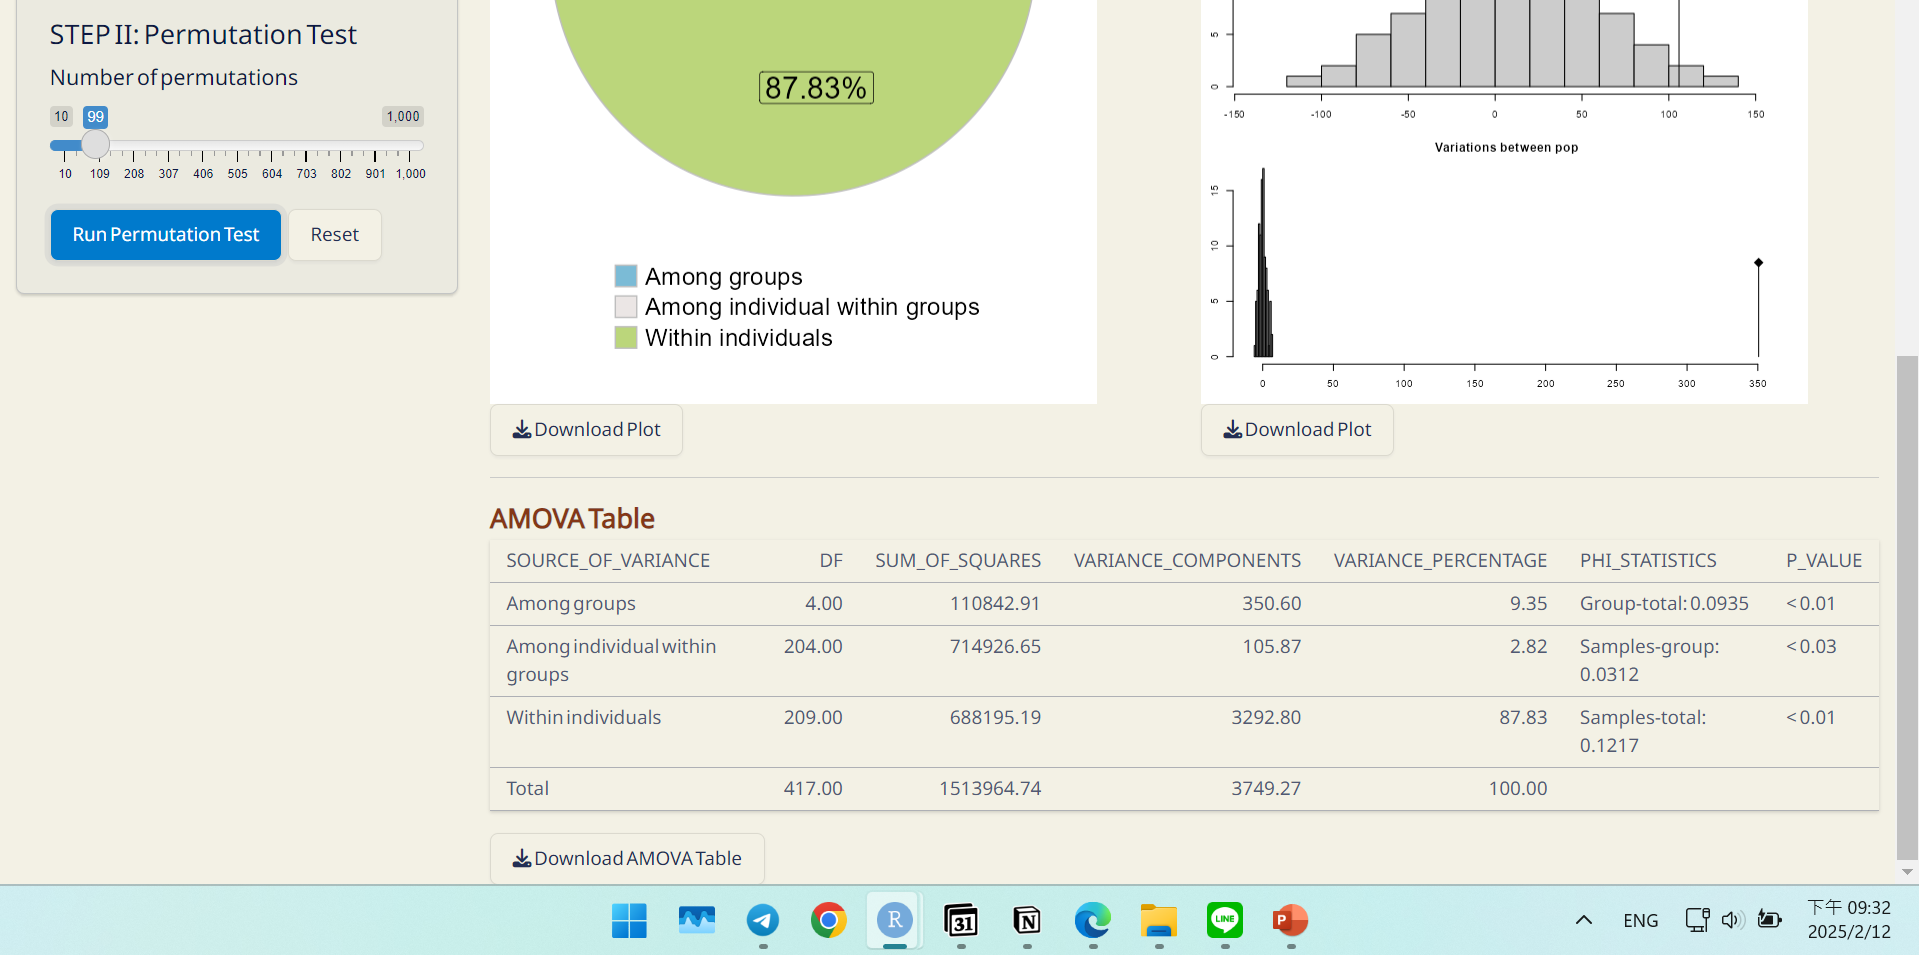 STEP II: Permutation Test
Number of permutations
10 99 1,000
10 109 208 307 406 505 604 703 802 901 1,000
Run Permutation Test
Reset
87.83%
Among groups
Among individual within groups
Within individuals
Download Plot
5
0
-150 -100 -50 0 50 100 150
Variations between pop
15
10
5
0
0 50 100 150 200 250 300 350
Download Plot
AMOVA Table
SOURCE_OF_VARIANCE DF SUM_OF_SQUARES VARIANCE_COMPONENTS VARIANCE_PERCENTAGE PHI_STATISTICS P_VALUE
Among groups 4.00 110842.91 350.60 9.35 Group-total: 0.0935 < 0.01
Among individual within 204.00 714926.65 105.87 2.82 Samples-group: < 0.03
groups 0.0312
Within individuals 209.00 688195.19 3292.80 87.83 Samples-total: < 0.01
0.1217
Total 417.00 1513964.74 3749.27 100.00
Download AMOVA Table
R
31
N
LINE
P
ENG
下午 09:32
2025/2/12